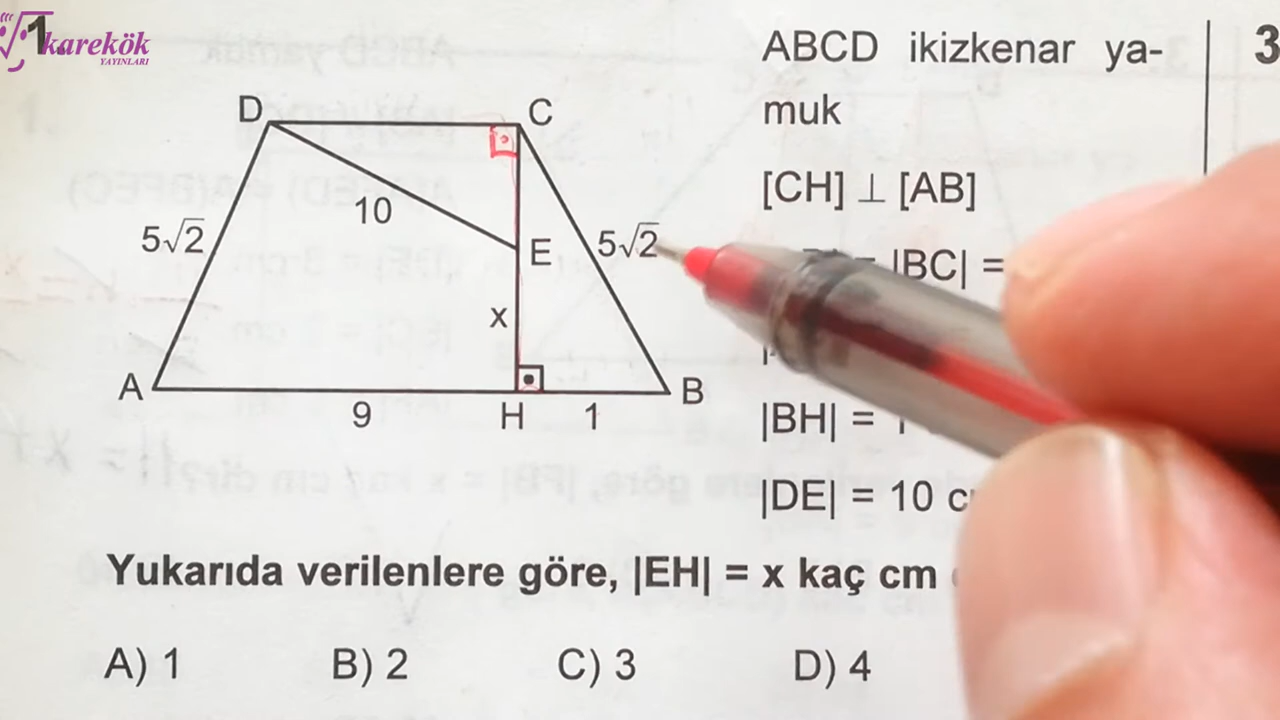 1.
karekök
YAYINLARI
D
C
5√2
10
E
5√2
x
A
9
H
1
B
ABCD ikizkenar ya-
muk
[CH] ⊥ [AB]
= |BC| =
|BH| =
|DE| = 10
3
Yukarıda verilenlere göre, |EH| = x kaç cm
A) 1 B) 2 C) 3 D) 4